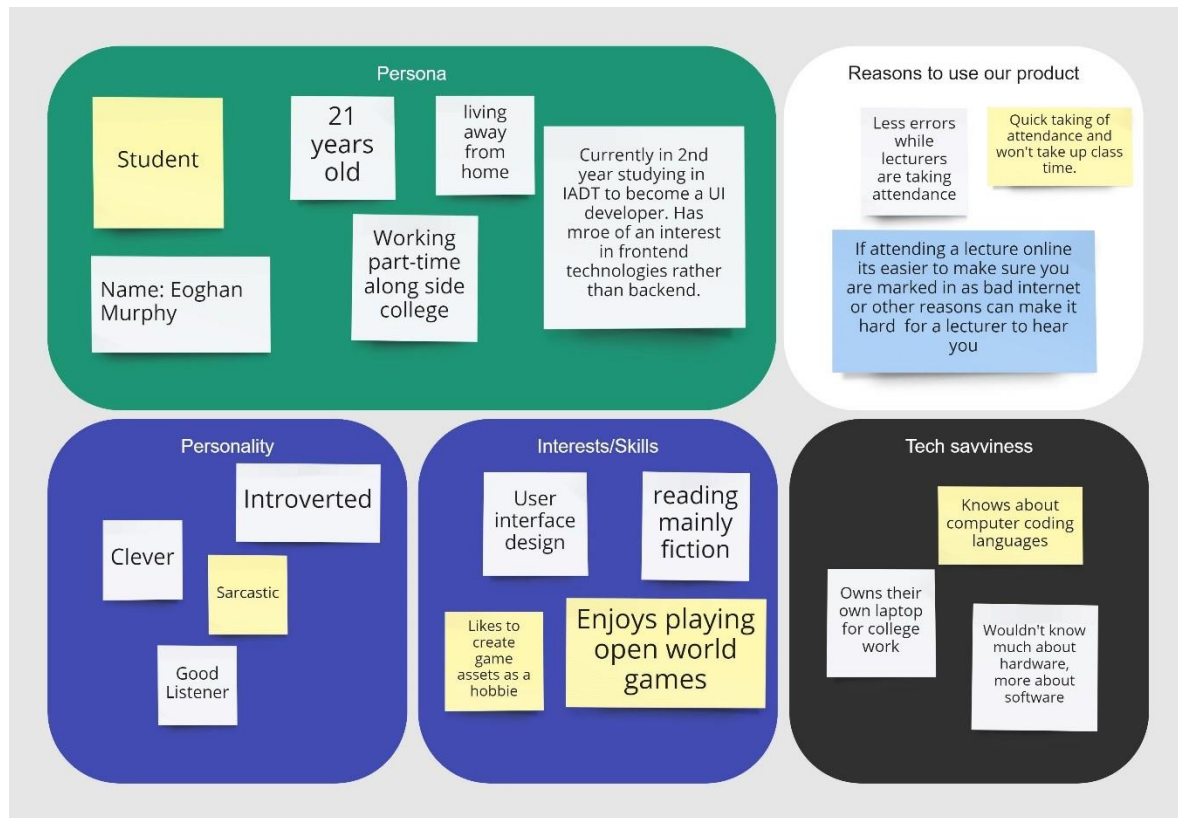 Persona
Student
21
years
old
living
away
from
home
Currently in 2nd
year studying in
IADT to become a UI
developer. Has
mroe of an interest
in frontend
technologies rather
than backend.
Name: Eoghan
Murphy
Working
part-time
along side
college
Reasons to use our product
Less errors
while
lecturers
are taking
attendance
Quick taking of
attendance and
won't take up class
time.
If attending a lecture online
its easier to make sure you
are marked in as bad internet
or other reasons can make it
hard for a lecturer to hear
you
Personality
Introverted
Clever
Sarcastic
Good
Listener
Interests/Skills
User
interface
design
reading
mainly
fiction
Likes to
create
game
assets as a
hobbie
Enjoys playing
open world
games
Tech savviness
Knows about
computer coding
languages
Owns their
own laptop
for college
work
Wouldn't know
much about
hardware,
more about
software